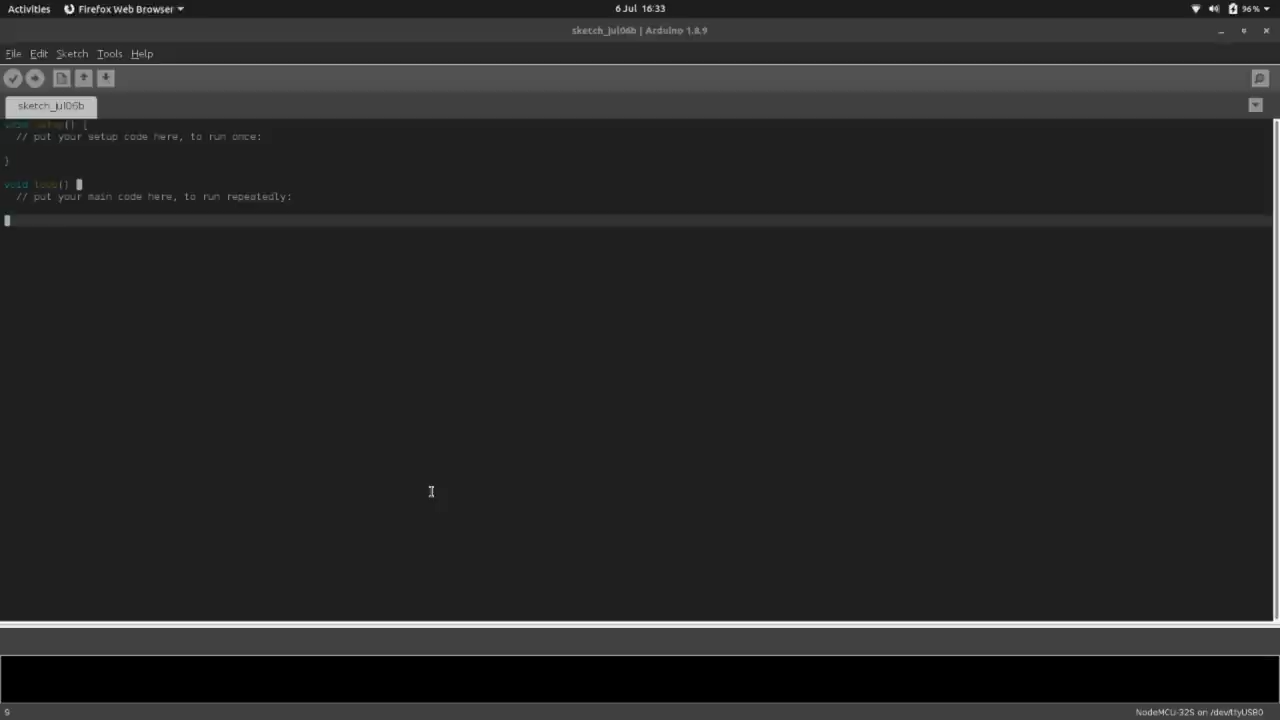 Activities Firefox Web Browser 6 Jul 16:33 96%
sketch_jul06b | Arduino 1.8.9
File Edit Sketch Tools Help
sketch_jul06b
void setup() {
// put your setup code here, to run once:
}
void loop()
// put your main code here, to run repeatedly:
9 NodeMCU-32S on /dev/ttyUSB0